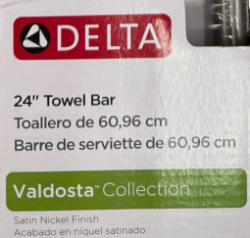 DELTA
24" Towel Bar
Toallero de 60,96 cm
Barre de serviette de 60,96 cm
Valdosta™ Collection
Satin Nickel Finish
Acabado en níquel satinado